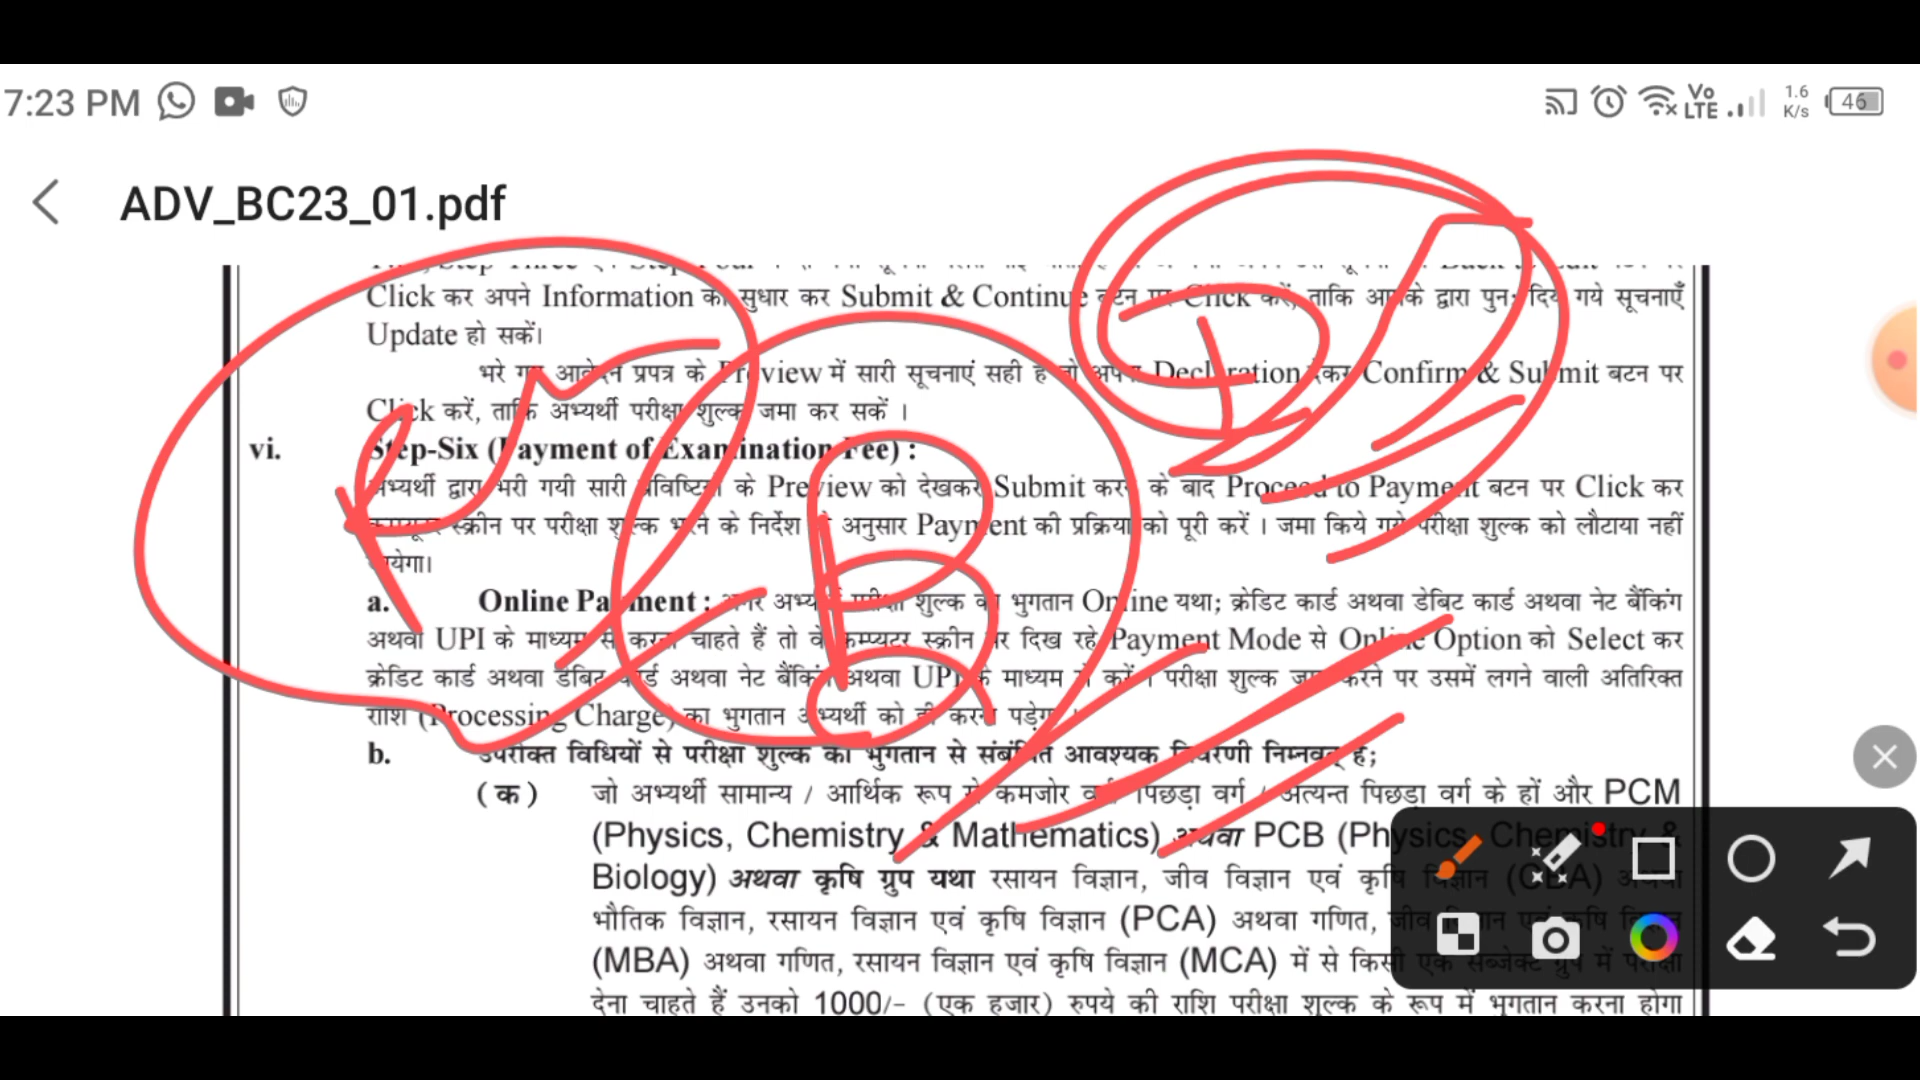 7:23 PM Vo LTE 1.6 K/s 46
ADV_BC23_01.pdf
Click कर अपने Information को सुधार कर Submit & Continue बटन पर Click करें, ताकि आपके द्वारा पुनः दिये गये सूचनाएँ
Update हो सकें।
भरे गए आवेदन प्रपत्र के Preview में सारी सूचनाएं सही है तो अपना Declaration देकर Confirm & Submit बटन पर
Click करें, ताकि अभ्यर्थी परीक्षा शुल्क जमा कर सकें ।
vi. Step-Six (Payment of Examination Fee) :
अभ्यर्थी द्वारा भरी गयी सारी प्रविष्टियों के Preview को देखकर Submit करने के बाद Proceed to Payment बटन पर Click कर
कम्प्यूटर स्क्रीन पर परीक्षा शुल्क भरने के निर्देश के अनुसार Payment की प्रक्रिया को पूरी करें । जमा किये गये परीक्षा शुल्क को लौटाया नहीं
जायेगा।
a. Online Payment : अगर अभ्यर्थी परीक्षा शुल्क का भुगतान Online यथा; क्रेडिट कार्ड अथवा डेबिट कार्ड अथवा नेट बैंकिंग
अथवा UPI के माध्यम से करना चाहते हैं तो वे कम्प्यूटर स्क्रीन पर दिख रहे Payment Mode से Online Option को Select कर
क्रेडिट कार्ड अथवा डेबिट कार्ड अथवा नेट बैंकिंग अथवा UPI के माध्यम से करें । परीक्षा शुल्क जमा करने पर उसमें लगने वाली अतिरिक्त
राशि (Processing Charge) का भुगतान अभ्यर्थी को ही करना पड़ेगा ।
b. उपरोक्त विधियों से परीक्षा शुल्क का भुगतान से संबंधित आवश्यक विवरणी निम्नवत् है;
(क) जो अभ्यर्थी सामान्य / आर्थिक रूप से कमजोर वर्ग / पिछड़ा वर्ग / अत्यन्त पिछड़ा वर्ग के हों और PCM
(Physics, Chemistry & Mathematics) अथवा PCB (Physics, Chemistry &
Biology) अथवा कृषि ग्रुप यथा रसायन विज्ञान, जीव विज्ञान एवं कृषि विज्ञान (CBA) अथवा
भौतिक विज्ञान, रसायन विज्ञान एवं कृषि विज्ञान (PCA) अथवा गणित, जीव विज्ञान एवं कृषि विज्ञान
(MBA) अथवा गणित, रसायन विज्ञान एवं कृषि विज्ञान (MCA) में से किसी एक सब्जेक्ट ग्रुप में परीक्षा
देना चाहते हैं उनको 1000/- (एक हजार) रुपये की राशि परीक्षा शुल्क के रूप में भुगतान करना होगा